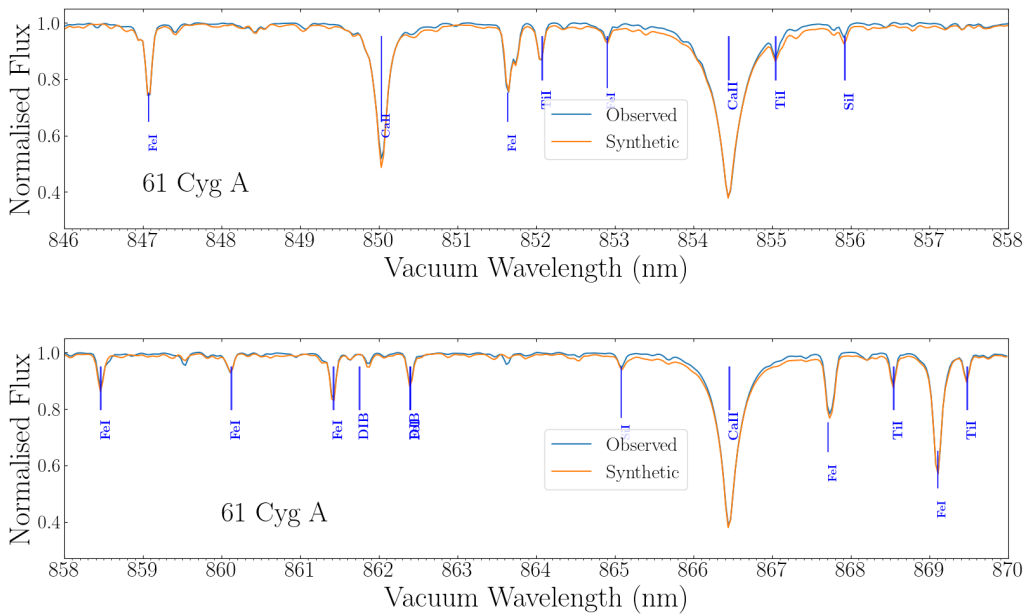 Normalised Flux
1.0
0.8
0.6
0.4
FeI
CaII
FeI
TiI
FeI
CaII
TiI
SiI
Observed
Synthetic
61 Cyg A
846 847 848 849 850 851 852 853 854 855 856 857 858
Vacuum Wavelength (nm)
Normalised Flux
1.0
0.8
0.6
0.4
FeI
FeI
FeI
DIB
DIB
CaII
FeI
TiI
FeI
TiI
Observed
Synthetic
61 Cyg A
858 859 860 861 862 863 864 865 866 867 868 869 870
Vacuum Wavelength (nm)